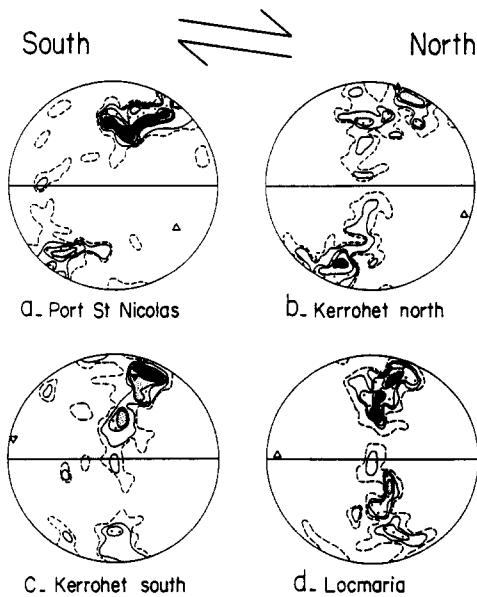 South
North
a_ Port St Nicolas
b_ Kerrohet north
c_ Kerrohet south
d_ Locmaria